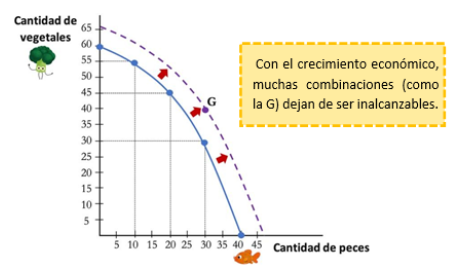 Cantidad de
vegetales
65
60
55
50
45
40
35
30
25
20
15
10
5
G
Con el crecimiento económico,
muchas combinaciones (como
la G) dejan de ser inalcanzables.
5 10 15 20 25 30 35 40 45
Cantidad de peces